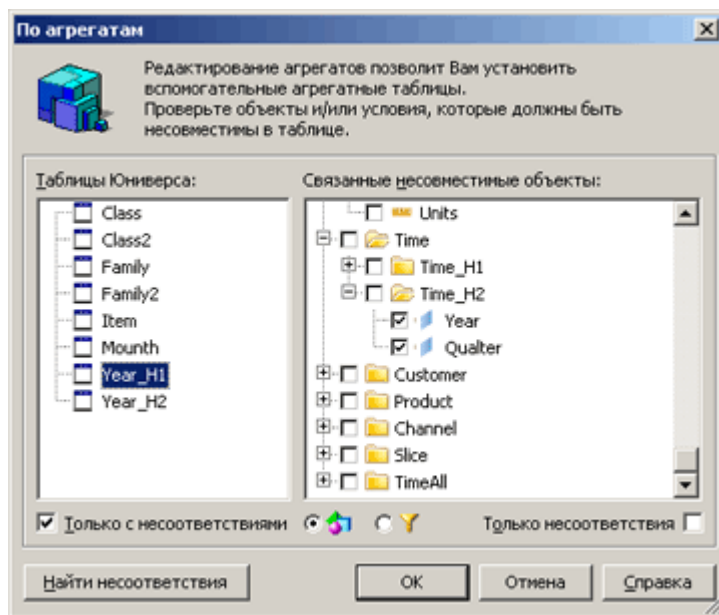 По агрегатам
Редактирование агрегатов позволит Вам установить
вспомогательные агрегатные таблицы.
Проверьте объекты и/или условия, которые должны быть
несовместимы в таблице.
Таблицы Юниверса:
Class
Class2
Family
Family2
Item
Mounth
Year_H1
Year_H2
Связанные несовместимые объекты:
Units
Time
Time_H1
Time_H2
Year
Qualter
Customer
Product
Channel
Slice
TimeAll
Только с несоответствиями
Только несоответствия
Найти несоответствия
OK
Отмена
Справка